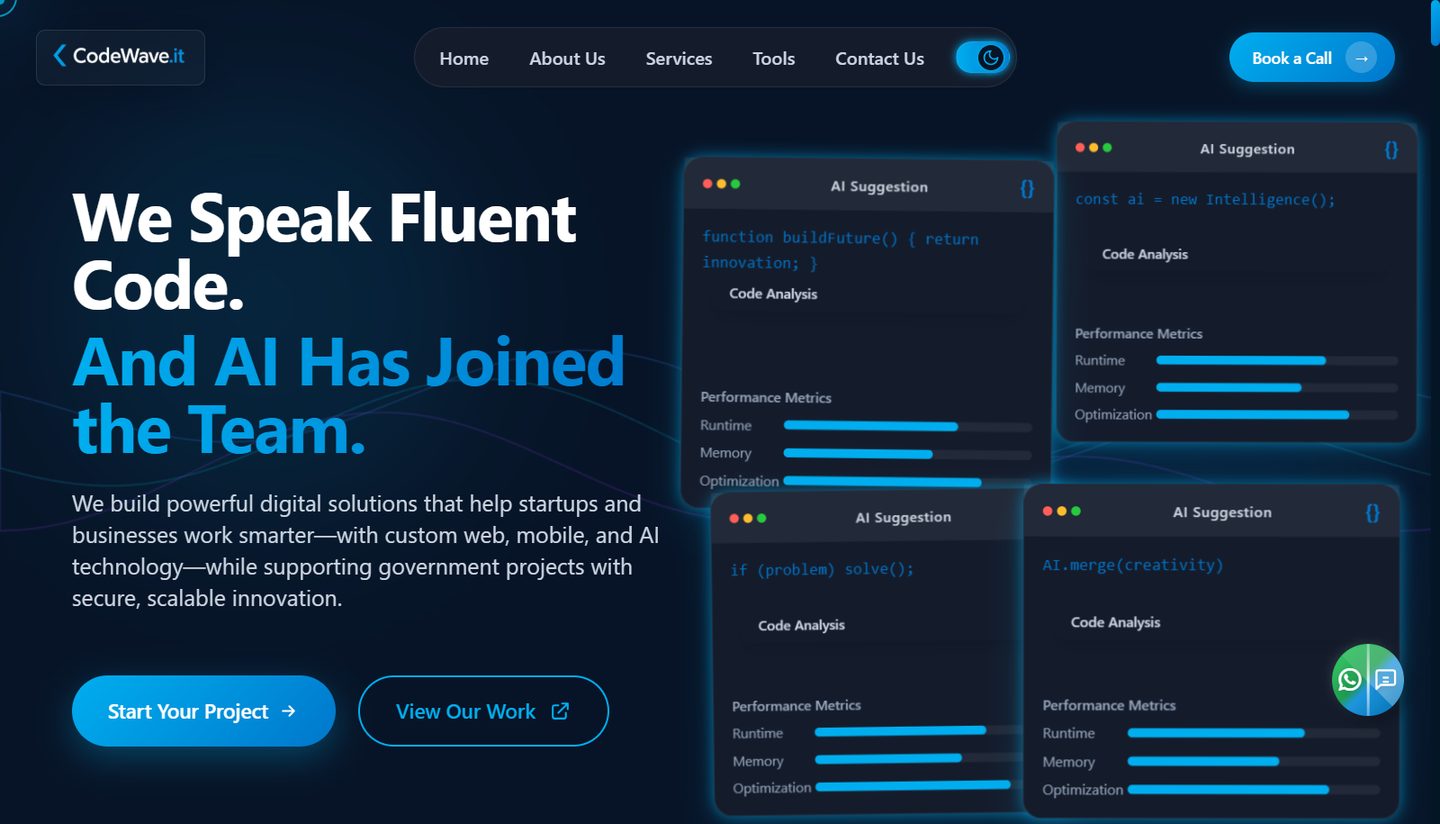 CodeWave.it
Home
About Us
Services
Tools
Contact Us
Book a Call →
We Speak Fluent
Code.
And AI Has Joined
the Team.
We build powerful digital solutions that help startups and
businesses work smarter—with custom web, mobile, and AI
technology—while supporting government projects with
secure, scalable innovation.
Start Your Project →
View Our Work
AI Suggestion
{}
function buildFuture() { return
innovation; }
Code Analysis
Performance Metrics
Runtime
Memory
Optimization
AI Suggestion
{}
const ai = new Intelligence();
Code Analysis
Performance Metrics
Runtime
Memory
Optimization
AI Suggestion
if (problem) solve();
Code Analysis
Performance Metrics
Runtime
Memory
Optimization
AI Suggestion
{}
AI.merge(creativity)
Code Analysis
Performance Metrics
Runtime
Memory
Optimization